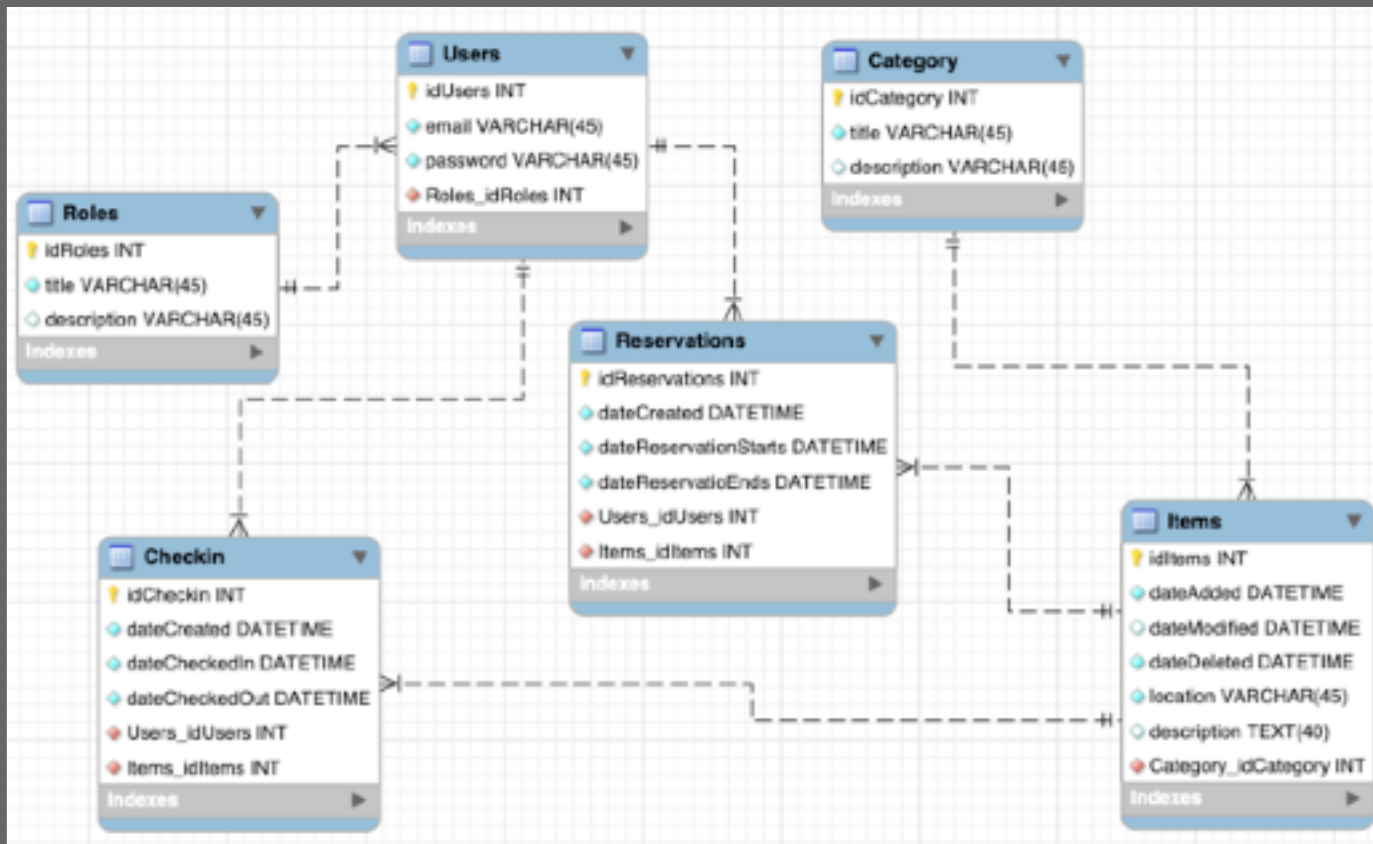 Users
idUsers INT
email VARCHAR(45)
password VARCHAR(45)
Roles_idRoles INT
Indexes
Category
idCategory INT
title VARCHAR(45)
description VARCHAR(45)
Indexes
Roles
idRoles INT
title VARCHAR(45)
description VARCHAR(45)
Indexes
Reservations
idReservations INT
dateCreated DATETIME
dateReservationStarts DATETIME
dateReservatioEnds DATETIME
Users_idUsers INT
Items_idItems INT
Indexes
Checkin
idCheckin INT
dateCreated DATETIME
dateCheckedIn DATETIME
dateCheckedOut DATETIME
Users_idUsers INT
Items_idItems INT
Indexes
Items
idItems INT
dateAdded DATETIME
dateModified DATETIME
dateDeleted DATETIME
location VARCHAR(45)
description TEXT(40)
Category_idCategory INT
Indexes